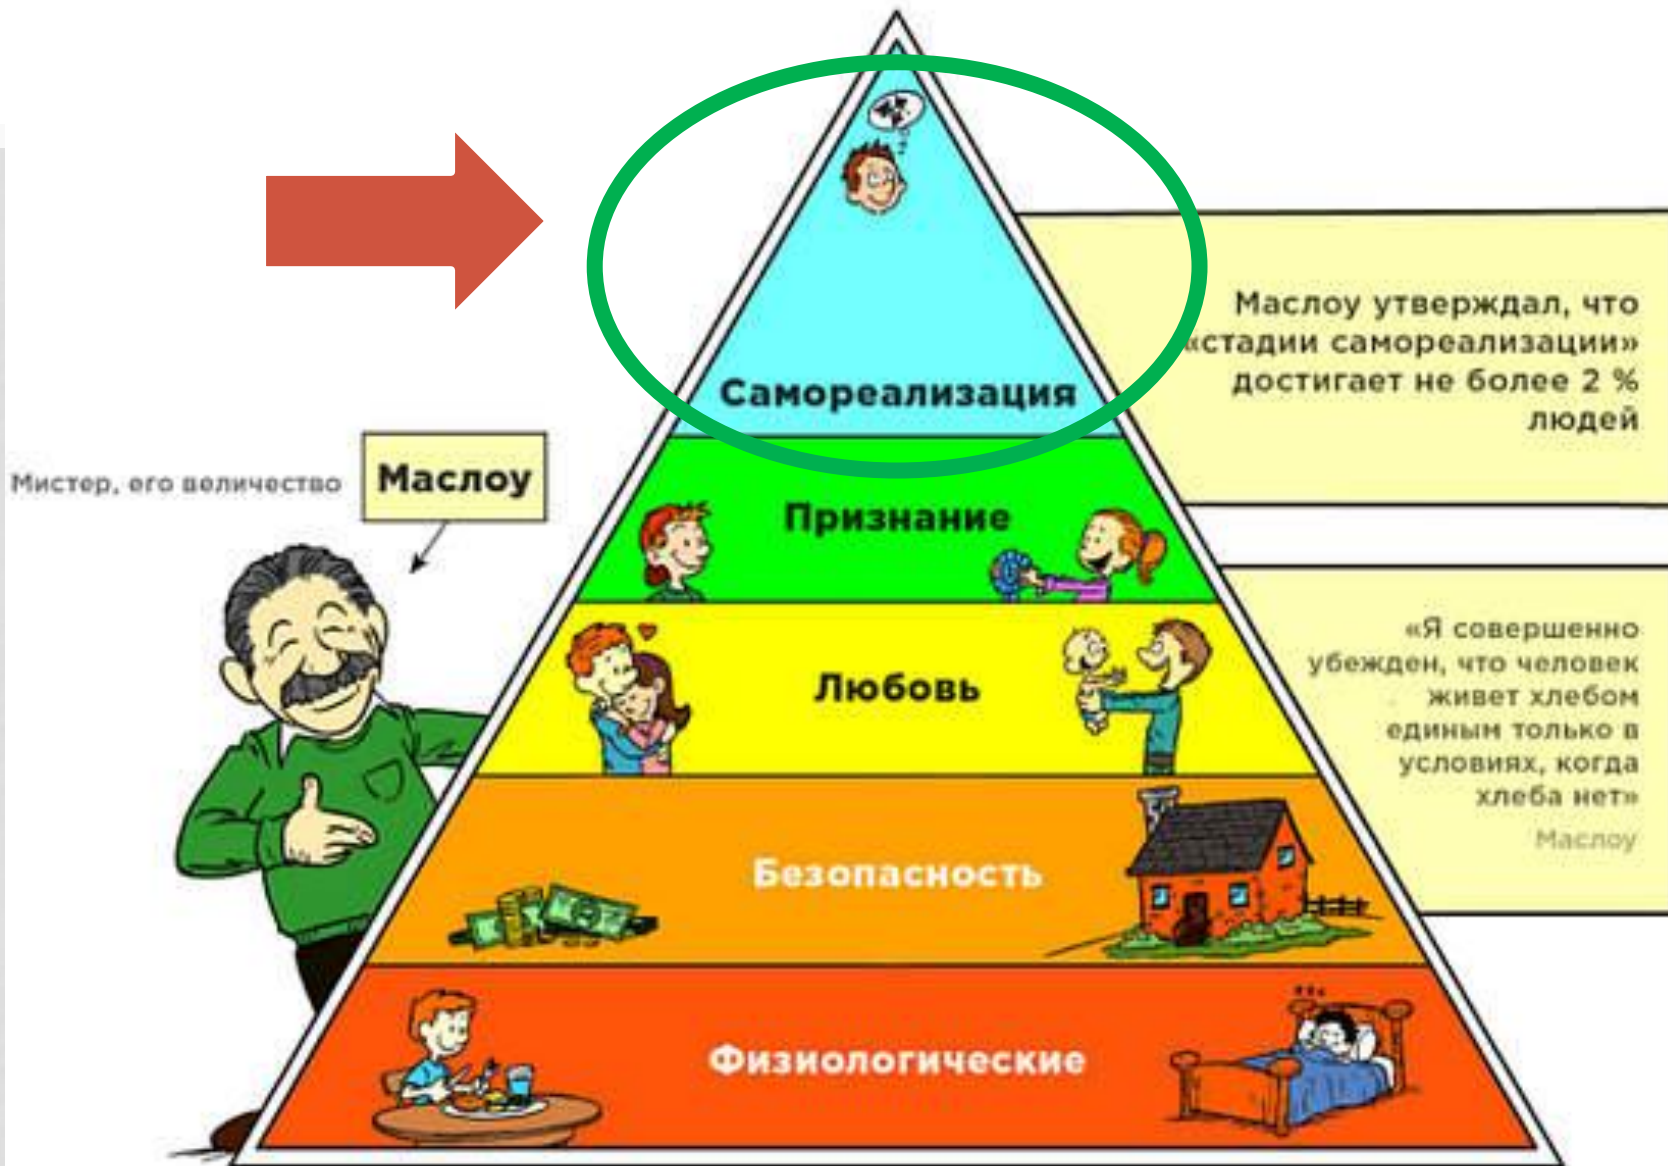 Самореализация
Маслоу утверждал, что
«стадии самореализации»
достигает не более 2 %
людей
Мистер, его величество
Маслоу
Признание
Любовь
«Я совершенно
убежден, что человек
живет хлебом
единым только в
условиях, когда
хлеба нет»
Маслоу
Безопасность
Физиологические